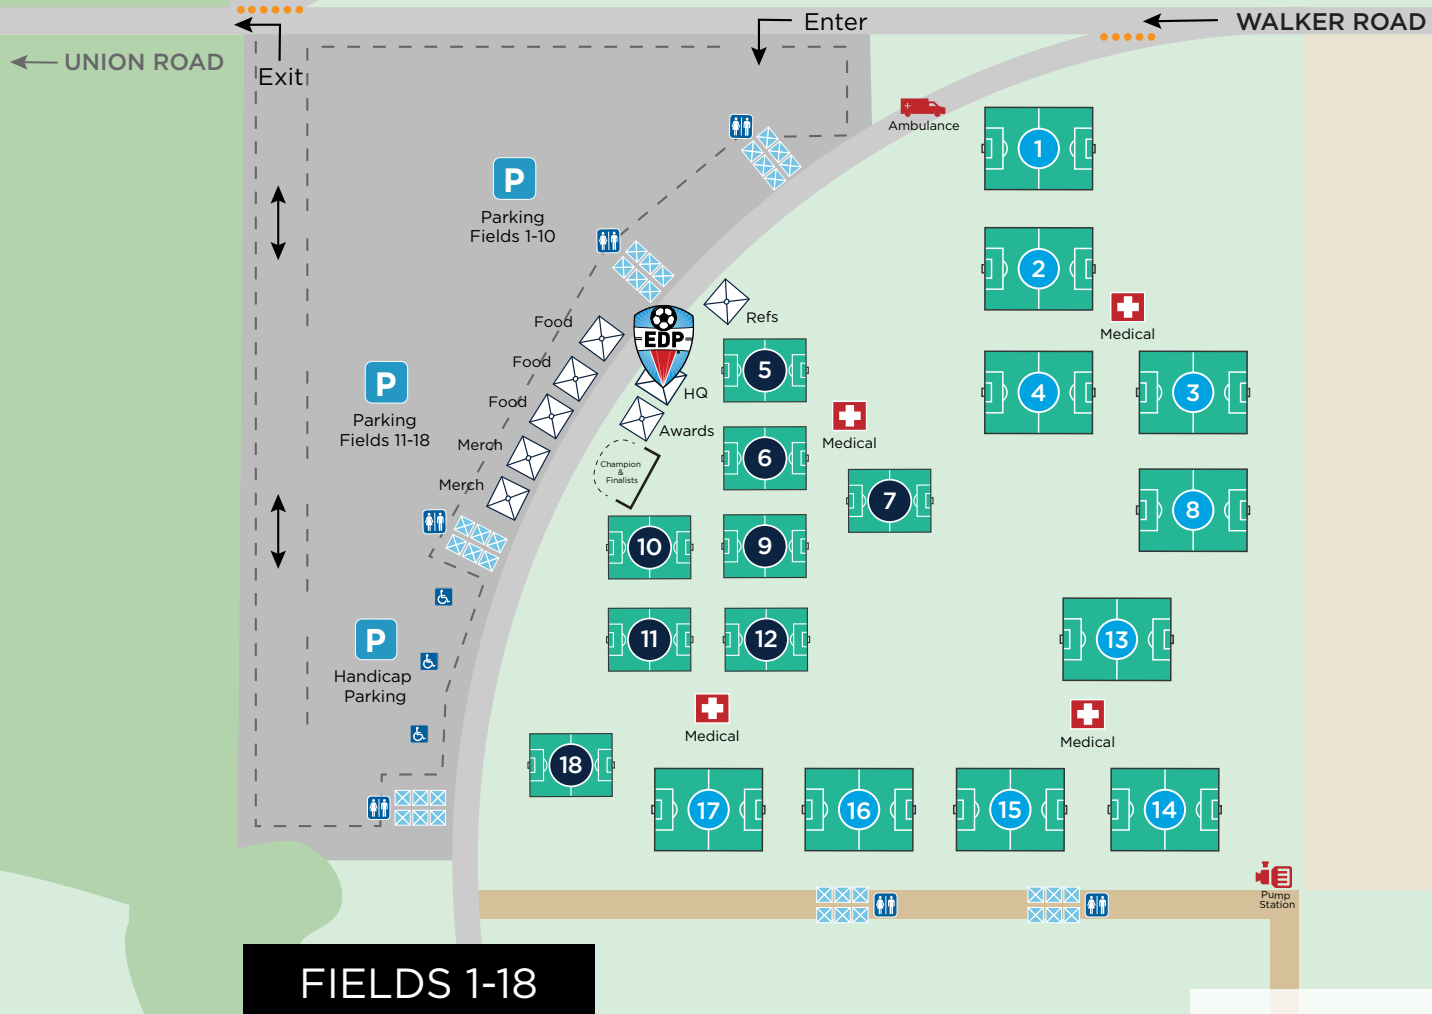 Enter
WALKER ROAD
UNION ROAD
Exit
Ambulance
1
P
Parking
Fields 1-10
2
Refs
Medical
Food
EDP
Food
5
P
HQ
4
3
Food
Parking
Fields 11-18
Awards
Medical
Merch
6
Champion
&
Finalists
Merch
7
8
10
9
P
11
12
13
Handicap
Parking
Medical
Medical
18
17
16
15
14
Pump
Station
FIELDS 1-18